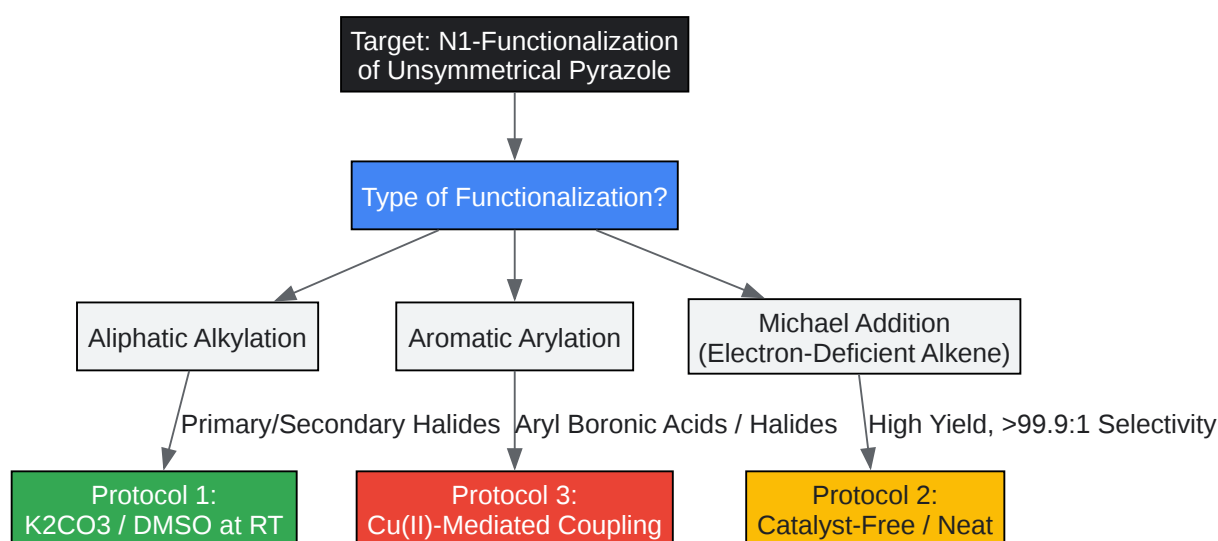 Target: N1-Functionalization
of Unsymmetrical Pyrazole
Type of Functionalization?
Aliphatic Alkylation
Aromatic Arylation
Michael Addition
(Electron-Deficient Alkene)
Primary/Secondary Halides
Aryl Boronic Acids / Halides
High Yield, >99.9:1 Selectivity
Protocol 1:
K2CO3 / DMSO at RT
Protocol 3:
Cu(II)-Mediated Coupling
Protocol 2:
Catalyst-Free / Neat